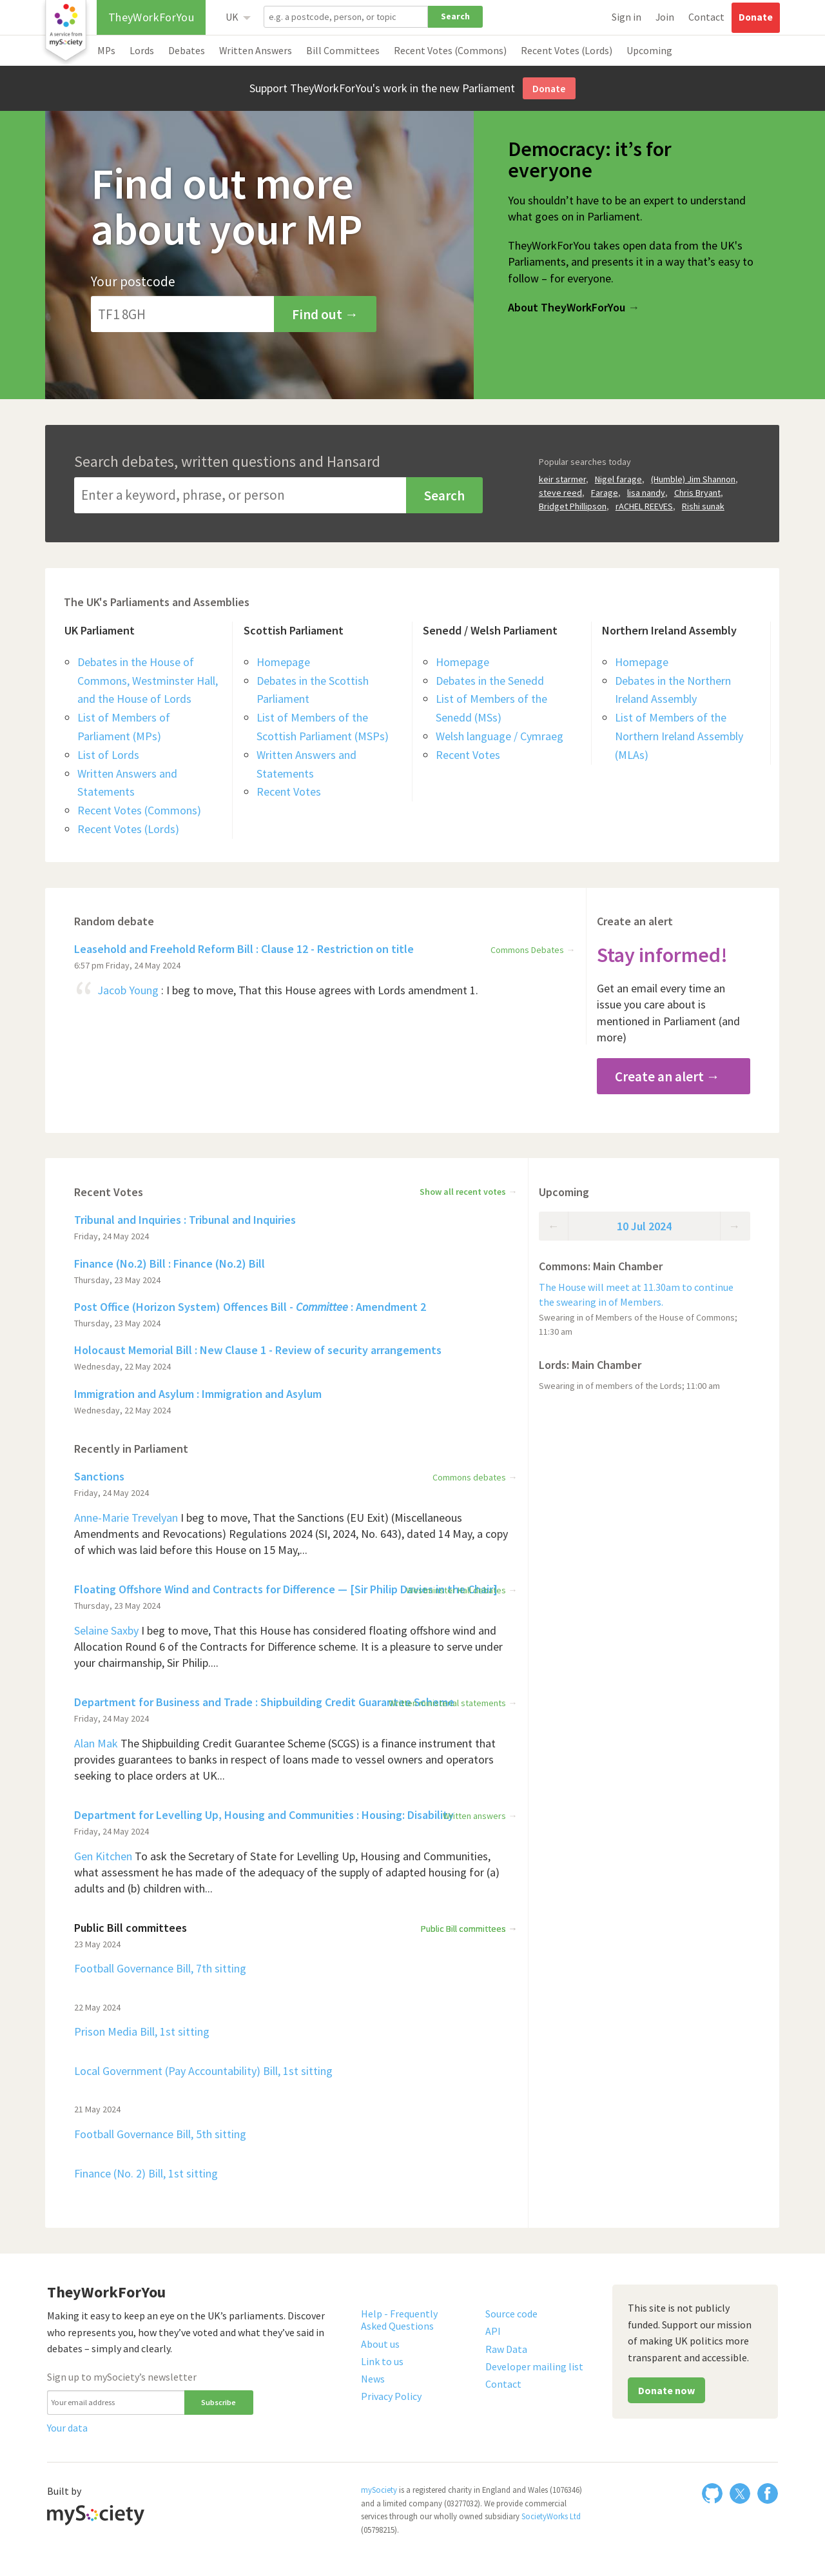 A service from
mySociety
TheyWorkForYou
UK
e.g. a postcode, person, or topic
Search
Sign in
Join
Contact
Donate
MPs
Lords
Debates
Written Answers
Bill Committees
Recent Votes (Commons)
Recent Votes (Lords)
Upcoming
Support TheyWorkForYou's work in the new Parliament
Donate
Find out more
about your MP
Your postcode
TF1 8GH
Find out →
Democracy: it’s for
everyone
You shouldn’t have to be an expert to understand
what goes on in Parliament.
TheyWorkForYou takes open data from the UK's
Parliaments, and presents it in a way that’s easy to
follow – for everyone.
About TheyWorkForYou →
Search debates, written questions and Hansard
Enter a keyword, phrase, or person
Search
Popular searches today
keir starmer, Nigel farage, (Humble) Jim Shannon,
steve reed, Farage, lisa nandy, Chris Bryant,
Bridget Phillipson, rACHEL REEVES, Rishi sunak
The UK's Parliaments and Assemblies
UK Parliament
Debates in the House of
Commons, Westminster Hall,
and the House of Lords
List of Members of
Parliament (MPs)
List of Lords
Written Answers and
Statements
Recent Votes (Commons)
Recent Votes (Lords)
Scottish Parliament
Homepage
Debates in the Scottish
Parliament
List of Members of the
Scottish Parliament (MSPs)
Written Answers and
Statements
Recent Votes
Senedd / Welsh Parliament
Homepage
Debates in the Senedd
List of Members of the
Senedd (MSs)
Welsh language / Cymraeg
Recent Votes
Northern Ireland Assembly
Homepage
Debates in the Northern
Ireland Assembly
List of Members of the
Northern Ireland Assembly
(MLAs)
Random debate
Leasehold and Freehold Reform Bill : Clause 12 - Restriction on title
Commons Debates →
6:57 pm Friday, 24 May 2024
“ Jacob Young : I beg to move, That this House agrees with Lords amendment 1.
Create an alert
Stay informed!
Get an email every time an
issue you care about is
mentioned in Parliament (and
more)
Create an alert →
Recent Votes
Show all recent votes →
Tribunal and Inquiries : Tribunal and Inquiries
Friday, 24 May 2024
Finance (No.2) Bill : Finance (No.2) Bill
Thursday, 23 May 2024
Post Office (Horizon System) Offences Bill - Committee : Amendment 2
Thursday, 23 May 2024
Holocaust Memorial Bill : New Clause 1 - Review of security arrangements
Wednesday, 22 May 2024
Immigration and Asylum : Immigration and Asylum
Wednesday, 22 May 2024
Recently in Parliament
Sanctions
Commons debates →
Friday, 24 May 2024
Anne-Marie Trevelyan I beg to move, That the Sanctions (EU Exit) (Miscellaneous
Amendments and Revocations) Regulations 2024 (SI, 2024, No. 643), dated 14 May, a copy
of which was laid before this House on 15 May,...
Floating Offshore Wind and Contracts for Difference — [Sir Philip Davies in the Chair]
Thursday, 23 May 2024
Selaine Saxby I beg to move, That this House has considered floating offshore wind and
Allocation Round 6 of the Contracts for Difference scheme. It is a pleasure to serve under
your chairmanship, Sir Philip....
Department for Business and Trade : Shipbuilding Credit Guarantee Scheme
statements →
Friday, 24 May 2024
Alan Mak The Shipbuilding Credit Guarantee Scheme (SCGS) is a finance instrument that
provides guarantees to banks in respect of loans made to vessel owners and operators
seeking to place orders at UK...
Department for Levelling Up, Housing and Communities : Housing: Disability
Written answers →
Friday, 24 May 2024
Gen Kitchen To ask the Secretary of State for Levelling Up, Housing and Communities,
what assessment he has made of the adequacy of the supply of adapted housing for (a)
adults and (b) children with...
Public Bill committees
Public Bill committees →
23 May 2024
Football Governance Bill, 7th sitting
22 May 2024
Prison Media Bill, 1st sitting
Local Government (Pay Accountability) Bill, 1st sitting
21 May 2024
Football Governance Bill, 5th sitting
Finance (No. 2) Bill, 1st sitting
Upcoming
← 10 Jul 2024 →
Commons: Main Chamber
The House will meet at 11.30am to continue
the swearing in of Members.
Swearing in of Members of the House of Commons;
11:30 am
Lords: Main Chamber
Swearing in of members of the Lords; 11:00 am
TheyWorkForYou
Making it easy to keep an eye on the UK’s parliaments. Discover
who represents you, how they’ve voted and what they’ve said in
debates – simply and clearly.
Sign up to mySociety’s newsletter
Your email address
Subscribe
Your data
Help - Frequently
Asked Questions
About us
Link to us
News
Privacy Policy
Source code
API
Raw Data
Developer mailing list
Contact
This site is not publicly
funded. Support our mission
of making UK politics more
transparent and accessible.
Donate now
Built by
mySociety
mySociety is a registered charity in England and Wales (1076346)
and a limited company (03277032). We provide commercial
services through our wholly owned subsidiary SocietyWorks Ltd
(05798215).